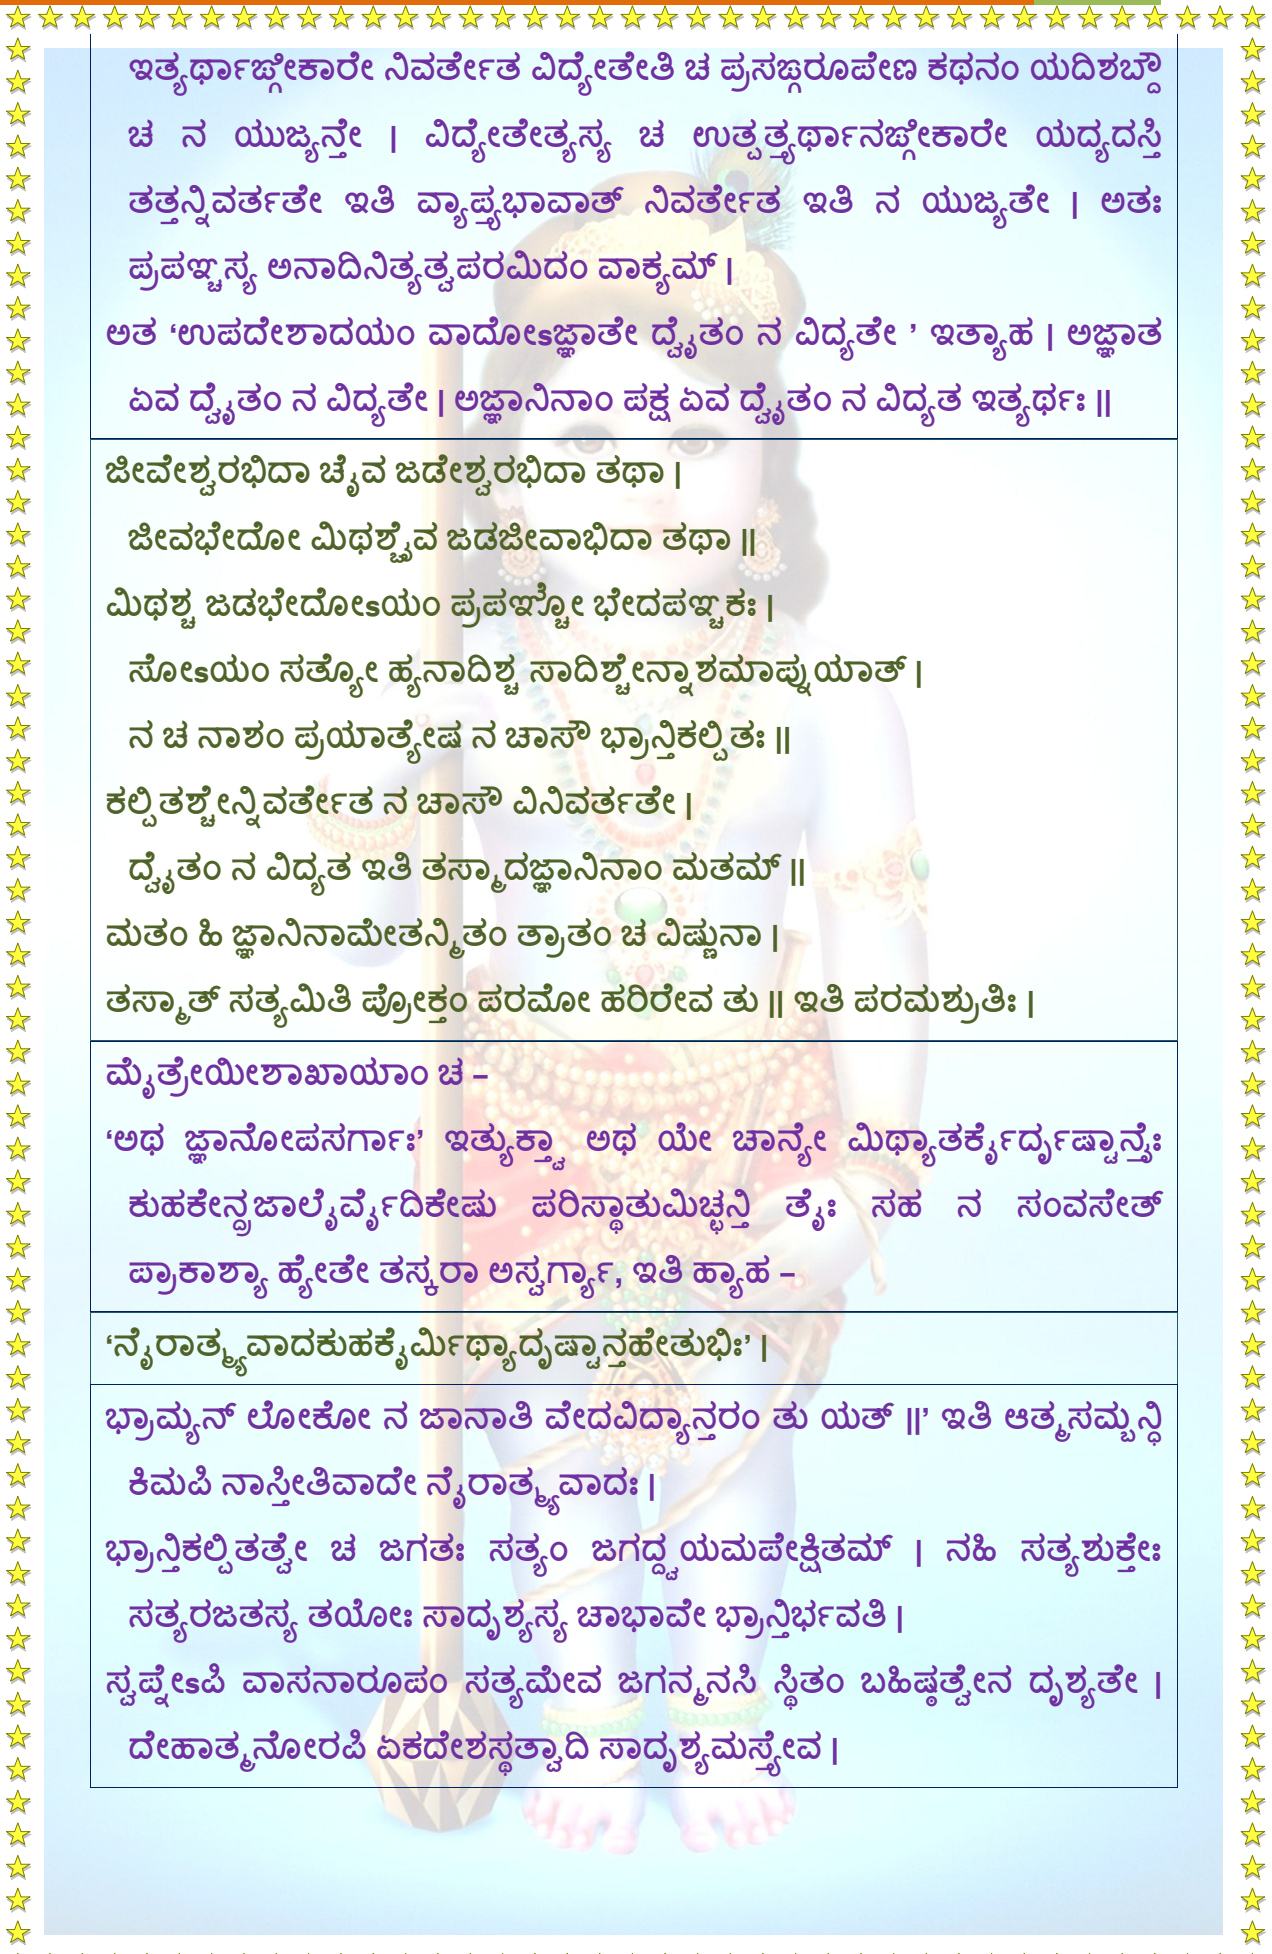 ಇತ್ಯರ್ಥಾಙ್ಗೀಕಾರೇ ನಿವರ್ತೇತ ವಿದ್ಯೇತೇತಿ ಚ ಪ್ರಸಙ್ಗರೂಪೇಣ ಕಥನಂ ಯದಿಶಬ್ದೌ
ಚ ನ ಯುಜ್ಯನ್ತೇ | ವಿದ್ಯೇತೇತ್ಯಸ್ಯ ಚ ಉತ್ಪತ್ತ್ಯರ್ಥಾನಙ್ಗೀಕಾರೇ ಯದ್ಯದಸ್ತಿ
ತತ್ತನ್ನಿವರ್ತತೇ ಇತಿ ವ್ಯಾಪ್ತ್ಯಭಾವಾತ್ ನಿವರ್ತೇತ ಇತಿ ನ ಯುಜ್ಯತೇ | ಅತಃ
ಪ್ರಪಞ್ಚಸ್ಯ ಅನಾದಿನಿತ್ಯತ್ವಪರಮಿದಂ ವಾಕ್ಯಮ್ |
ಅತ ‘ಉಪದೇಶಾದಯಂ ವಾದೋsಜ್ಞಾತೇ ದ್ವೈತಂ ನ ವಿದ್ಯತೇ ’ ಇತ್ಯಾಹ | ಅಜ್ಞಾತ
ಏವ ದ್ವೈತಂ ನ ವಿದ್ಯತೇ | ಅಜ್ಞಾನಿನಾಂ ಪಕ್ಷ ಏವ ದ್ವೈತಂ ನ ವಿದ್ಯತ ಇತ್ಯರ್ಥಃ ||
ಜೀವೇಶ್ವರಭಿದಾ ಚೈವ ಜಡೇಶ್ವರಭಿದಾ ತಥಾ |
ಜೀವಭೇದೋ ಮಿಥಶ್ಚೈವ ಜಡಜೀವಾಭಿದಾ ತಥಾ ||
ಮಿಥಶ್ಚ ಜಡಭೇದೋsಯಂ ಪ್ರಪಞ್ಚೋ ಭೇದಪಞ್ಚಕಃ |
ಸೋsಯಂ ಸತ್ಯೋ ಹ್ಯನಾದಿಶ್ಚ ಸಾದಿಶ್ಚೇನ್ನಾಶಮಾಪ್ನುಯಾತ್ |
ನ ಚ ನಾಶಂ ಪ್ರಯಾತ್ಯೇಷ ನ ಚಾಸೌ ಭ್ರಾನ್ತಿಕಲ್ಪಿತಃ ||
ಕಲ್ಪಿತಶ್ಚೇನ್ನಿವರ್ತೇತ ನ ಚಾಸೌ ವಿನಿವರ್ತತೇ |
ದ್ವೈತಂ ನ ವಿದ್ಯತ ಇತಿ ತಸ್ಮಾದಜ್ಞಾನಿನಾಂ ಮತಮ್ ||
ಮತಂ ಹಿ ಜ್ಞಾನಿನಾಮೇತನ್ಮಿತಂ ತ್ರಾತಂ ಚ ವಿಷ್ಣುನಾ |
ತಸ್ಮಾತ್ ಸತ್ಯಮಿತಿ ಪ್ರೋಕ್ತಂ ಪರಮೋ ಹರಿರೇವ ತು || ಇತಿ ಪರಮಶ್ರುತಿಃ |
ಮೈತ್ರೇಯೀಶಾಖಾಯಾಂ ಚ –
‘ಅಥ ಜ್ಞಾನೋಪಸರ್ಗಾಃ’ ಇತ್ಯುಕ್ತ್ವಾ ಅಥ ಯೇ ಚಾನ್ಯೇ ಮಿಥ್ಯಾತರ್ಕೈರ್ದೃಷ್ಟಾನ್ತೈಃ
ಕುಹಕೇನ್ದ್ರಜಾಲೈರ್ವೈದಿಕೇಷು ಪರಿಸ್ಥಾತುಮಿಚ್ಛನ್ತಿ ತೈಃ ಸಹ ನ ಸಂವಸೇತ್
ಪ್ರಾಕಾಶ್ಯಾ ಹ್ಯೇತೇ ತಸ್ಕರಾ ಅಸ್ವರ್ಗ್ಯಾ, ಇತಿ ಹ್ಯಾಹ –
‘ನೈರಾತ್ಮ್ಯವಾದಕುಹಕೈರ್ಮಿಥ್ಯಾದೃಷ್ಟಾನ್ತಹೇತುಭಿಃ’ |
ಭ್ರಾಮ್ಯನ್ ಲೋಕೋ ನ ಜಾನಾತಿ ವೇದವಿದ್ಯಾನ್ತರಂ ತು ಯತ್ ||’ ಇತಿ ಆತ್ಮಸಮ್ಬನ್ಧಿ
ಕಿಮಪಿ ನಾಸ್ತೀತಿವಾದೇ ನೈರಾತ್ಮ್ಯವಾದಃ |
ಭ್ರಾನ್ತಿಕಲ್ಪಿತತ್ವೇ ಚ ಜಗತಃ ಸತ್ಯಂ ಜಗದ್ದ್ವಯಮಪೇಕ್ಷಿತಮ್ | ನಹಿ ಸತ್ಯಶುಕ್ತೇಃ
ಸತ್ಯರಜತಸ್ಯ ತಯೋಃ ಸಾದೃಶ್ಯಸ್ಯ ಚಾಭಾವೇ ಭ್ರಾನ್ತಿರ್ಭವತಿ |
ಸ್ವಪ್ನೇsಪಿ ವಾಸನಾರೂಪಂ ಸತ್ಯಮೇವ ಜಗನ್ಮನಸಿ ಸ್ಥಿತಂ ಬಹಿಷ್ಠತ್ವೇನ ದೃಶ್ಯತೇ |
ದೇಹಾತ್ಮನೋರಪಿ ಏಕದೇಶಸ್ಥತ್ವಾದಿ ಸಾದೃಶ್ಯಮಸ್ತ್ಯೇವ |